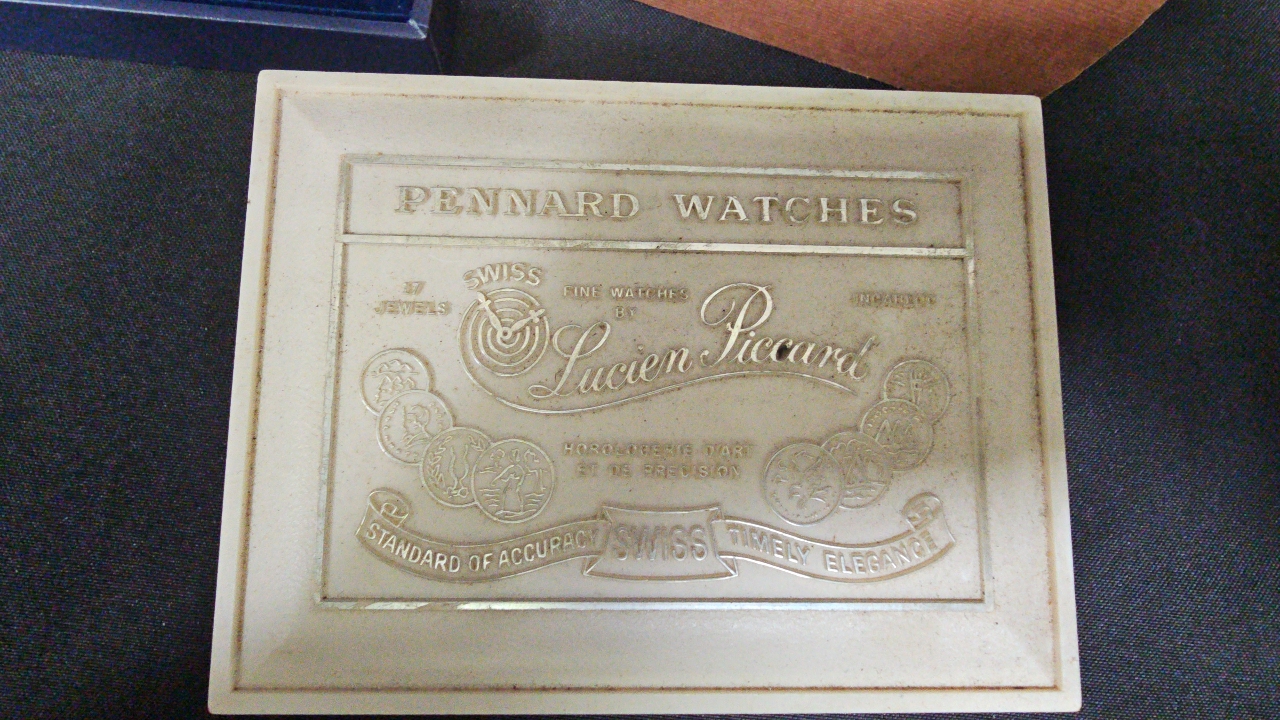 PENNARD WATCHES
SWISS
17
JEWELS
FINE WATCHES
BY
INCABLOC
Lucien Piccard
HOROLOGERIE D'ART
ET DE PRECISION
STANDARD OF ACCURACY SWISS TIMELY ELEGANCE